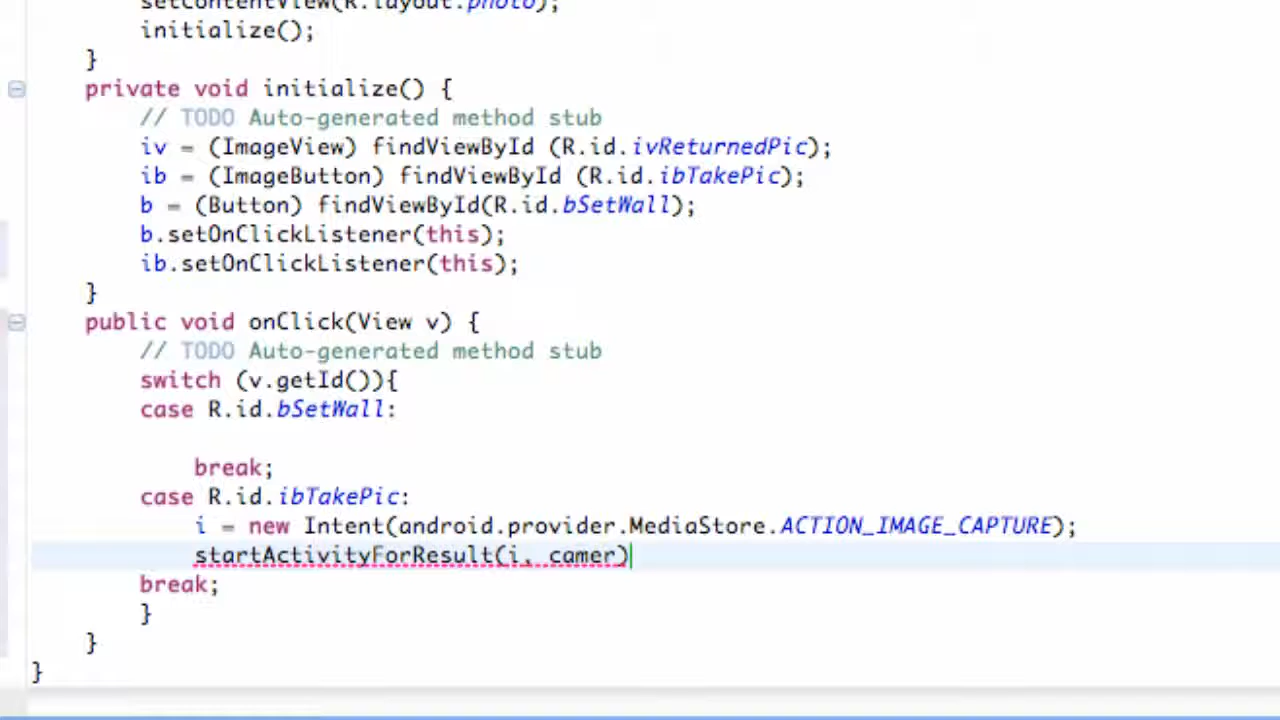 setContentView(R.layout.photo);
initialize();
}
private void initialize() {
// TODO Auto-generated method stub
iv = (ImageView) findViewById (R.id.ivReturnedPic);
ib = (ImageButton) findViewById (R.id.ibTakePic);
b = (Button) findViewById(R.id.bSetWall);
b.setOnClickListener(this);
ib.setOnClickListener(this);
}
public void onClick(View v) {
// TODO Auto-generated method stub
switch (v.getId()){
case R.id.bSetWall:
break;
case R.id.ibTakePic:
i = new Intent(android.provider.MediaStore.ACTION_IMAGE_CAPTURE);
startActivityForResult(i, camer)
break;
}
}
}